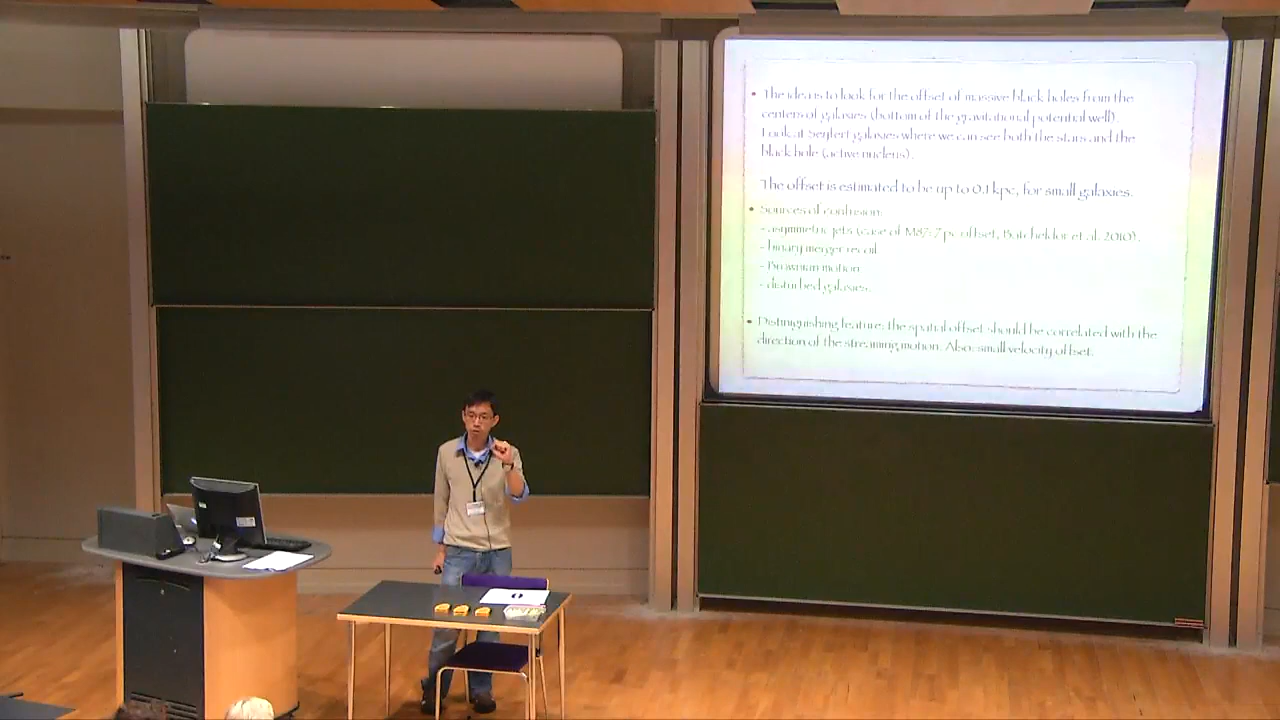 • The idea is to look for the offset of massive black holes from the
centers of galaxies (bottom of the gravitational potential well).
Look at Seyfert galaxies where we can see both the stars and the
black hole (active nucleus).
The offset is estimated to be up to 0.1 kpc, for small galaxies.
• Sources of confusion:
- asymmetric jets (case of M87: 7 pc offset, Batcheldor et al. 2010),
- binary merger recoil
- Brownian motion
- disturbed galaxies.
• Distinguishing feature: the spatial offset should be correlated with the
direction of the streaming motion. Also: small velocity offset.